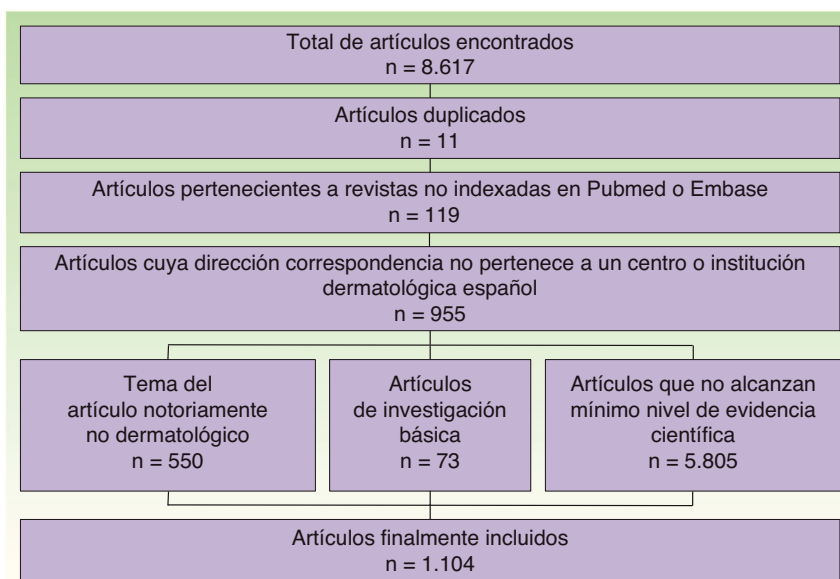 Total de artículos encontrados
n = 8.617
Artículos duplicados
n = 11
Artículos pertenecientes a revistas no indexadas en Pubmed o Embase
n = 119
Artículos cuya dirección correspondencia no pertenece a un centro o institución
dermatológica español
n = 955
Tema del
artículo notoriamente
no dermatológico
n = 550
Artículos
de investigación
básica
n = 73
Artículos que no alcanzan
mínimo nivel de evidencia
científica
n = 5.805
Artículos finalmente incluidos
n = 1.104